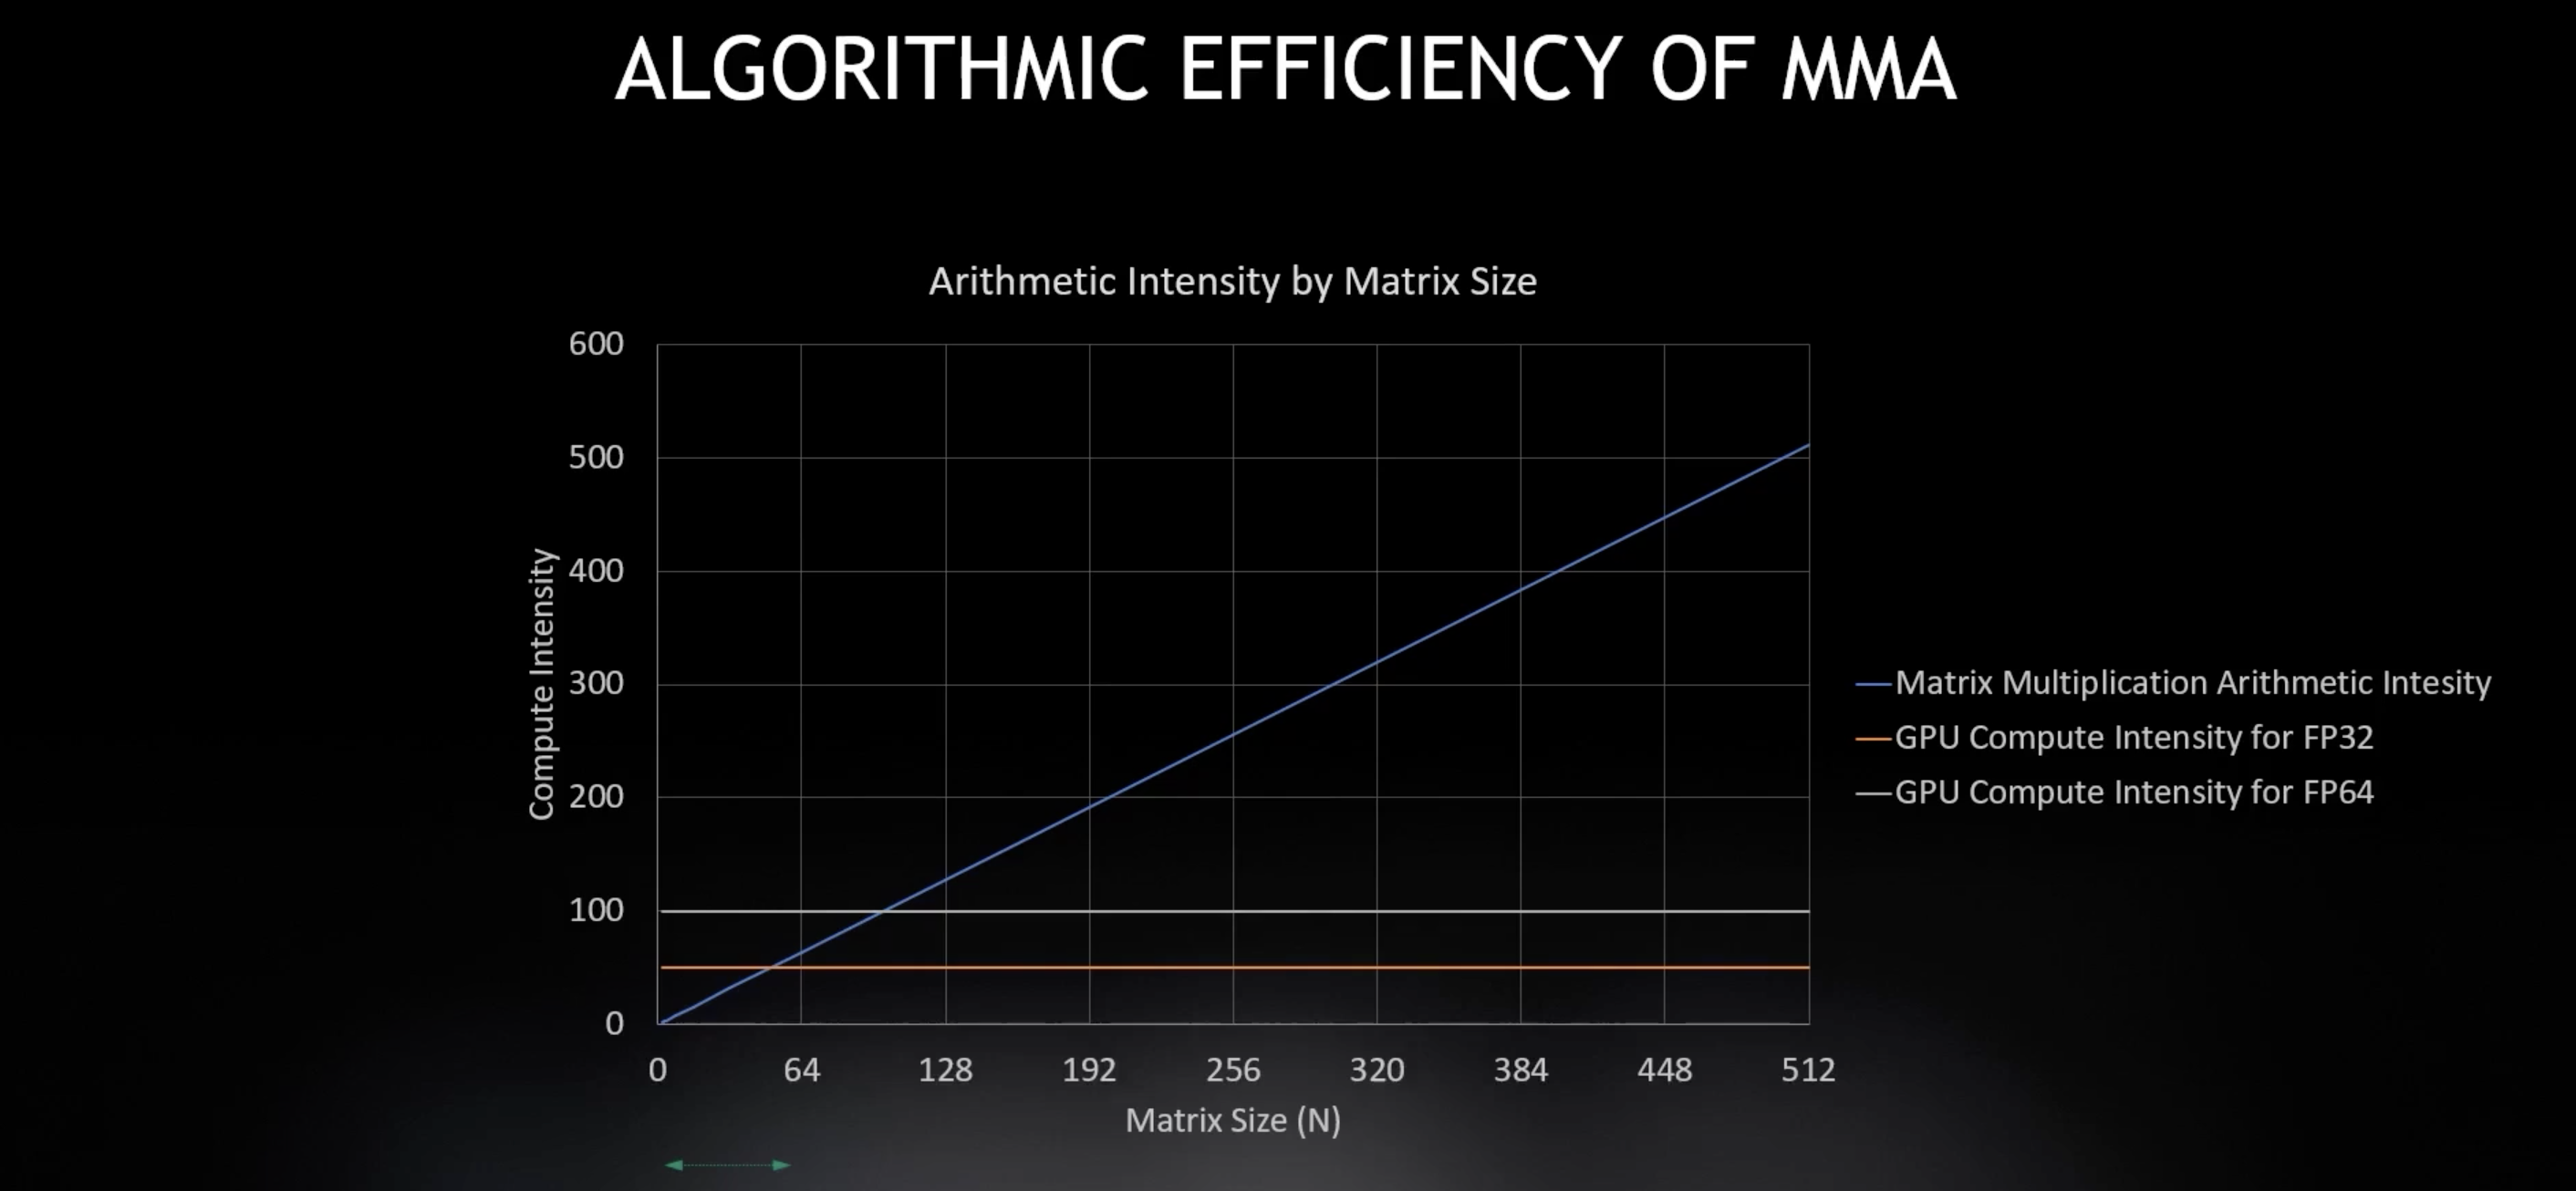 ALGORITHMIC EFFICIENCY OF MMA
Arithmetic Intensity by Matrix Size
600
500
400
300
200
100
0
Compute Intensity
0 64 128 192 256 320 384 448 512
Matrix Size (N)
Matrix Multiplication Arithmetic Intesity
GPU Compute Intensity for FP32
GPU Compute Intensity for FP64